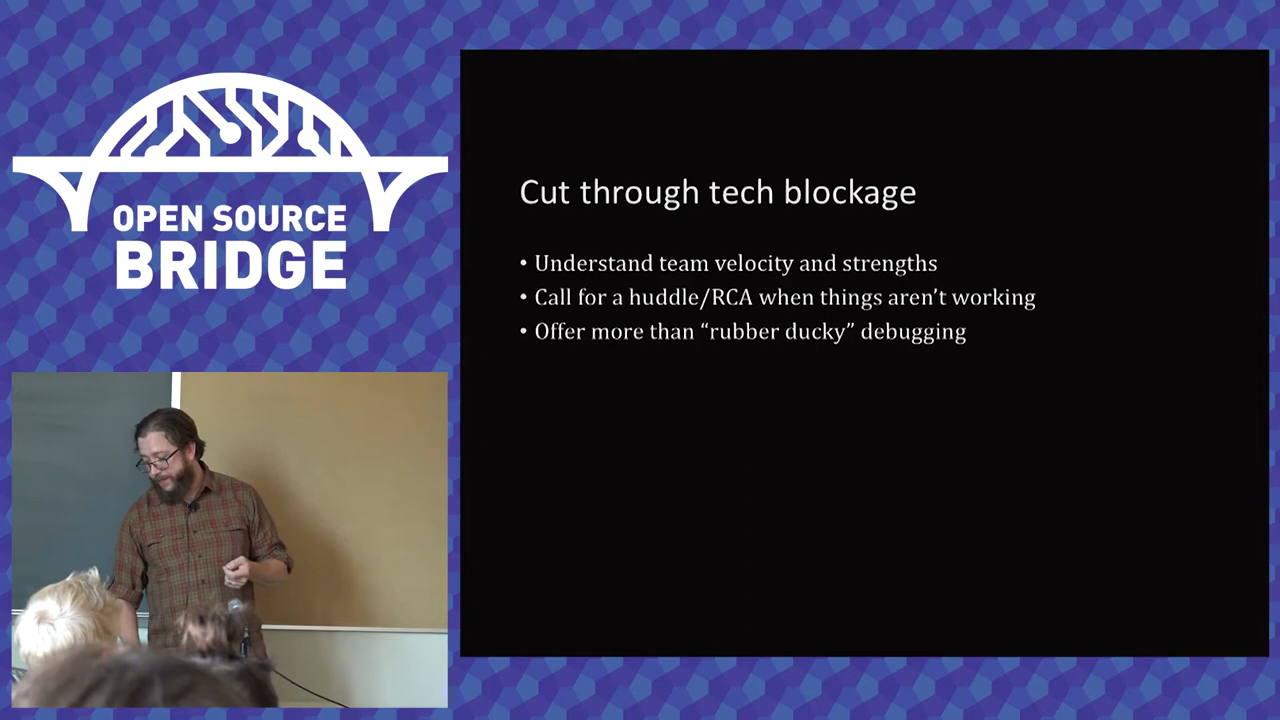 OPEN SOURCE
BRIDGE
Cut through tech blockage
• Understand team velocity and strengths
• Call for a huddle/RCA when things aren’t working
• Offer more than “rubber ducky” debugging